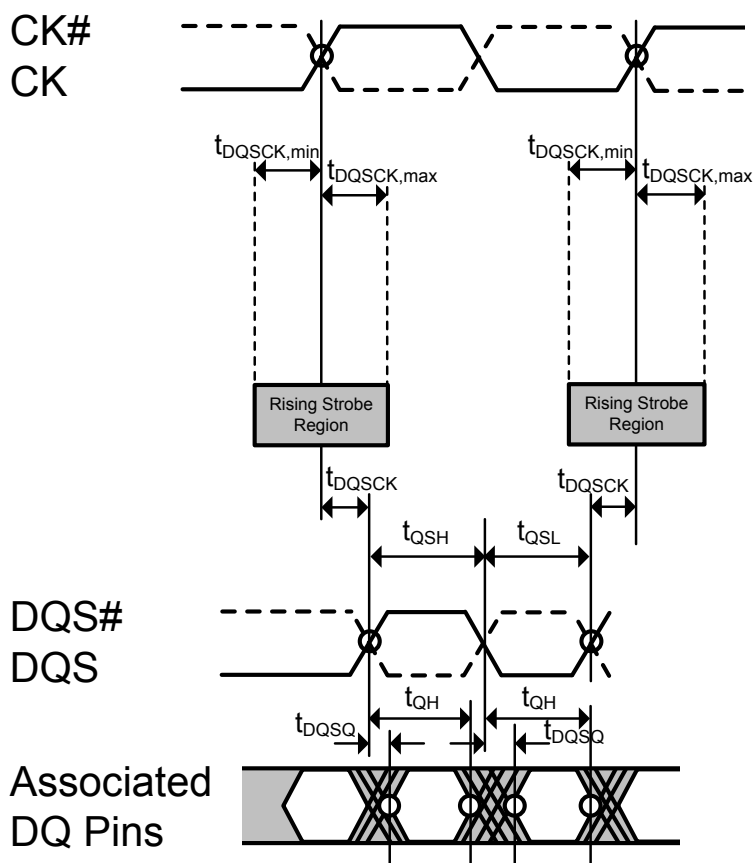 CK#
CK
tDQSCK,min
tDQSCK,max
tDQSCK,min
tDQSCK,max
Rising Strobe
Region
Rising Strobe
Region
tDQSCK
tDQSCK
tQSH
tQSL
DQS#
DQS
tQH
tQH
tDQSQ
tDQSQ
Associated
DQ Pins